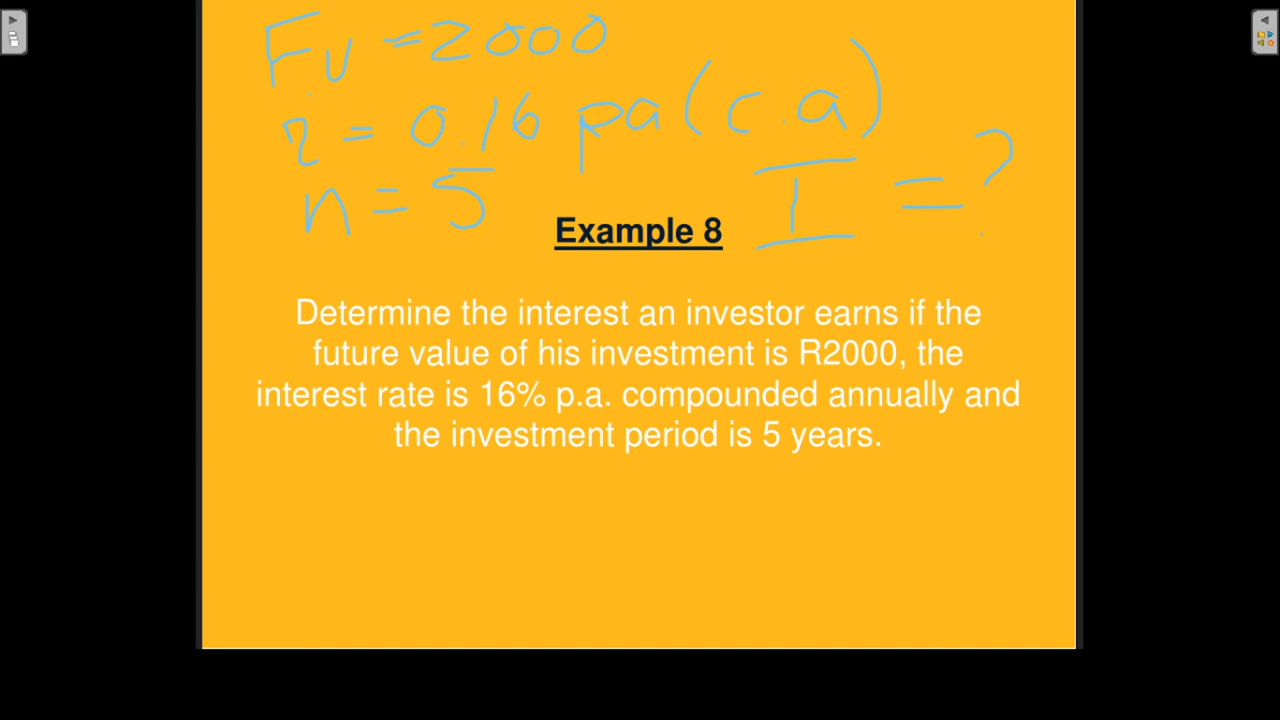 Fv = 2000
r = 0.16 pa (c.a)
n = 5 I = ?
Example 8
Determine the interest an investor earns if the
future value of his investment is R2000, the
interest rate is 16% p.a. compounded annually and
the investment period is 5 years.